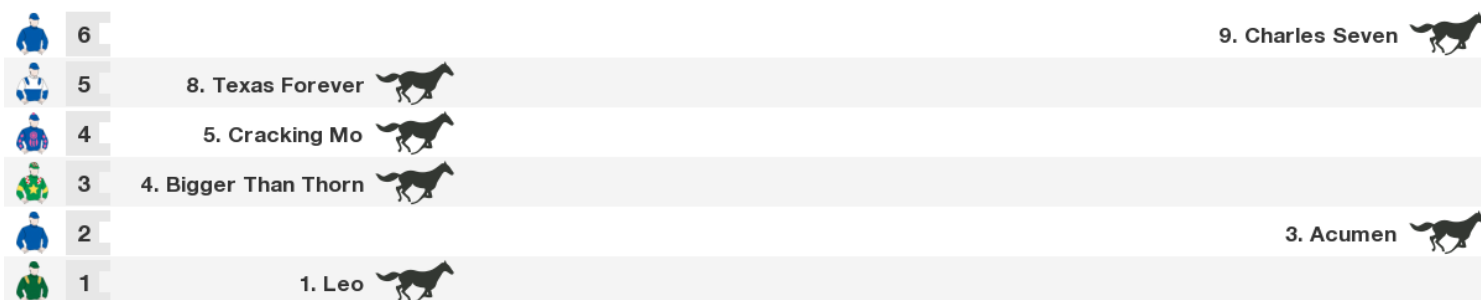 6 9. Charles Seven
5 8. Texas Forever
4 5. Cracking Mo
3 4. Bigger Than Thorn
2 3. Acumen
1 1. Leo